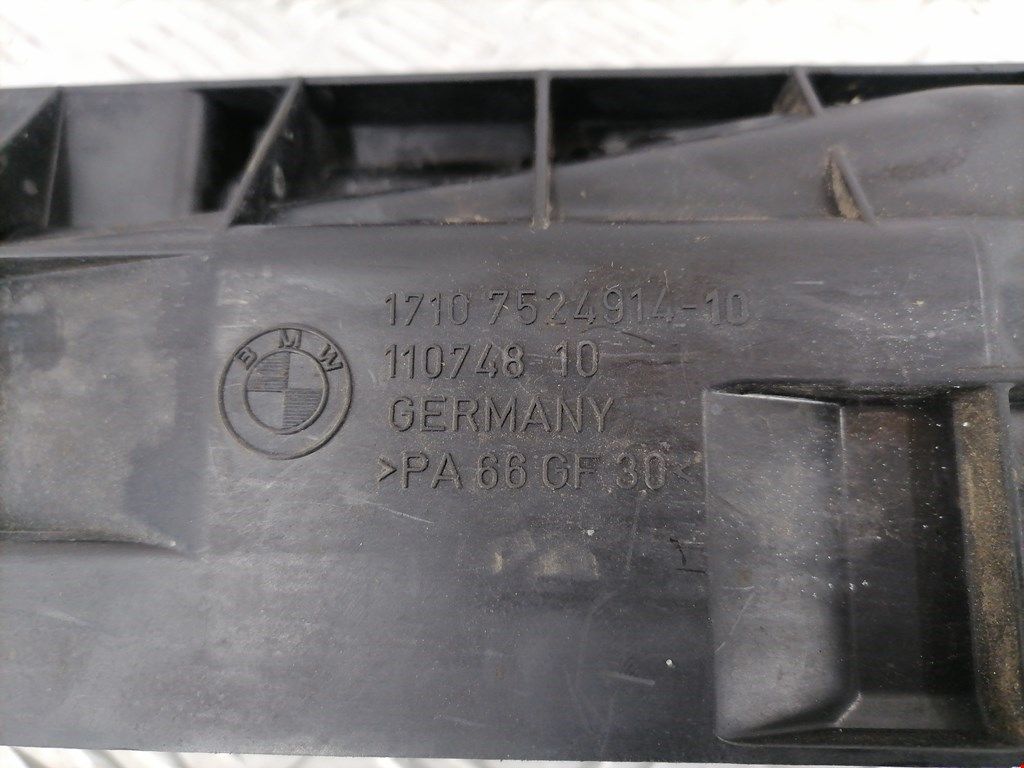 1710 7524914-10
BMW
110748 10
GERMANY
>PA 66 GF 30<